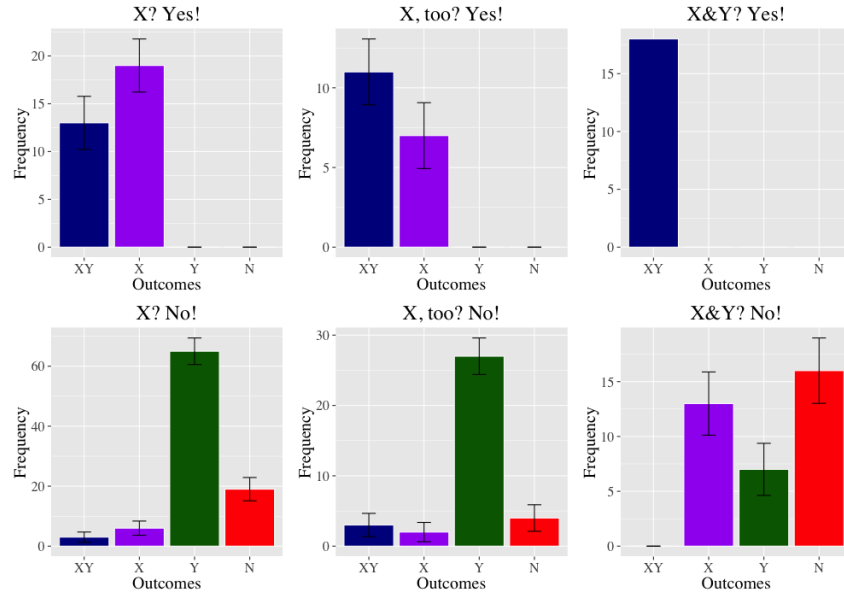 X? Yes!
Frequency
20
15
10
5
0
XY X Y N
Outcomes
X, too? Yes!
Frequency
10
5
0
XY X Y N
Outcomes
X&Y? Yes!
Frequency
15
10
5
0
XY X Y N
Outcomes
X? No!
Frequency
60
40
20
0
XY X Y N
Outcomes
X, too? No!
Frequency
30
20
10
0
XY X Y N
Outcomes
X&Y? No!
Frequency
15
10
5
0
XY X Y N
Outcomes